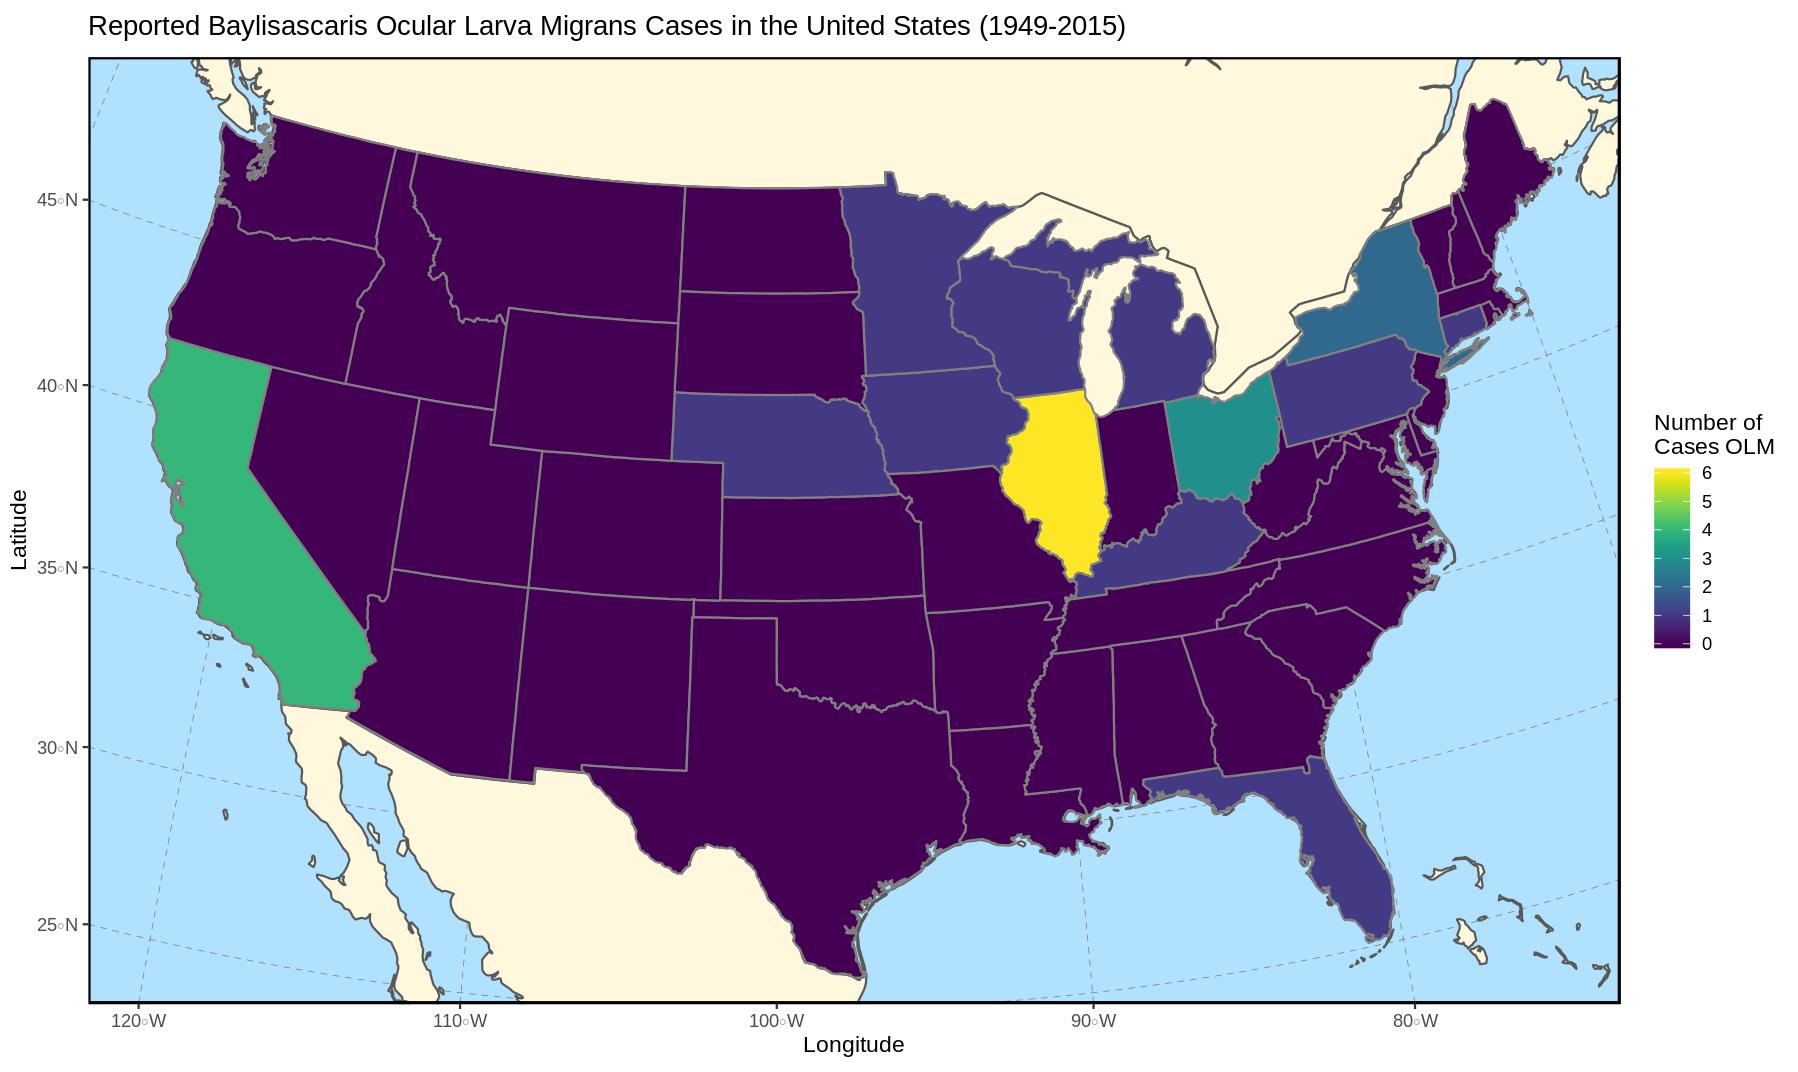 Reported Baylisascaris Ocular Larva Migrans Cases in the United States (1949-2015)
45○N
40○N
35○N
30○N
25○N
Latitude
120○W
110○W
100○W
90○W
80○W
Longitude
Number of
Cases OLM
6
5
4
3
2
1
0